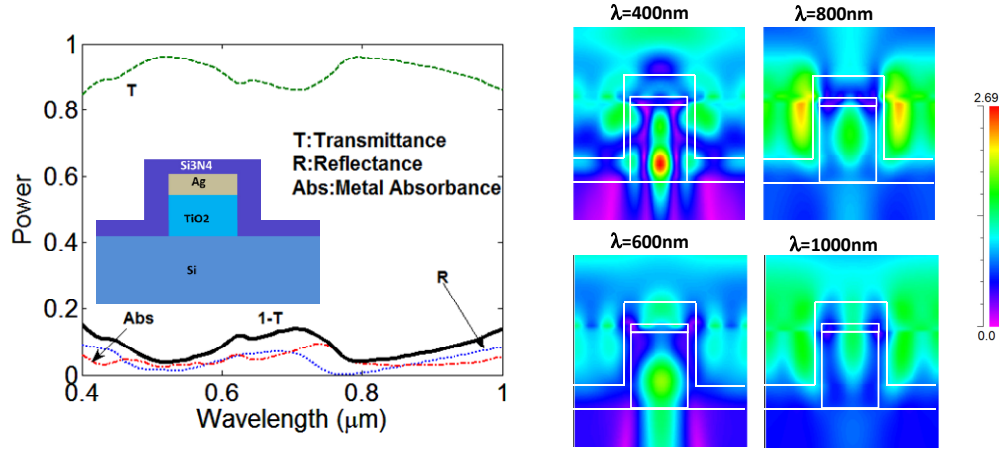 1
0.8
0.6
0.4
0.2
0
Power
T
T:Transmittance
R:Reflectance
Abs:Metal Absorbance
Si3N4
Ag
TiO2
Si
Abs
1-T
R
0.4
0.6
0.8
1
Wavelength (μm)
λ=400nm
λ=800nm
λ=600nm
λ=1000nm
2.69
0.0